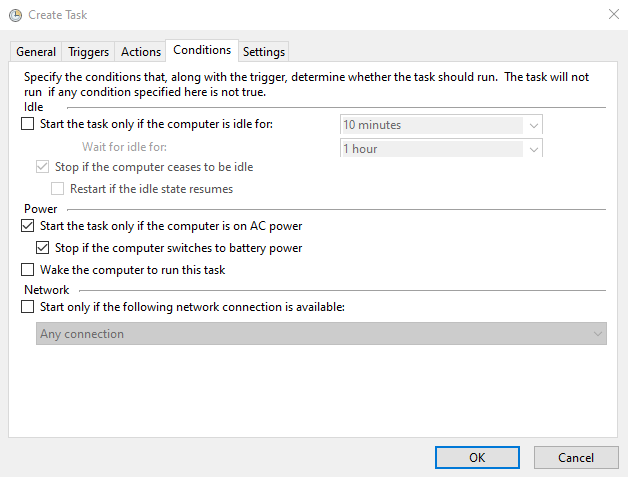 Create Task
General Triggers Actions Conditions Settings
Specify the conditions that, along with the trigger, determine whether the task should run.  The task will not
run  if any condition specified here is not true.
Idle
Start the task only if the computer is idle for: 10 minutes
Wait for idle for: 1 hour
Stop if the computer ceases to be idle
Restart if the idle state resumes
Power
Start the task only if the computer is on AC power
Stop if the computer switches to battery power
Wake the computer to run this task
Network
Start only if the following network connection is available:
Any connection
OK Cancel